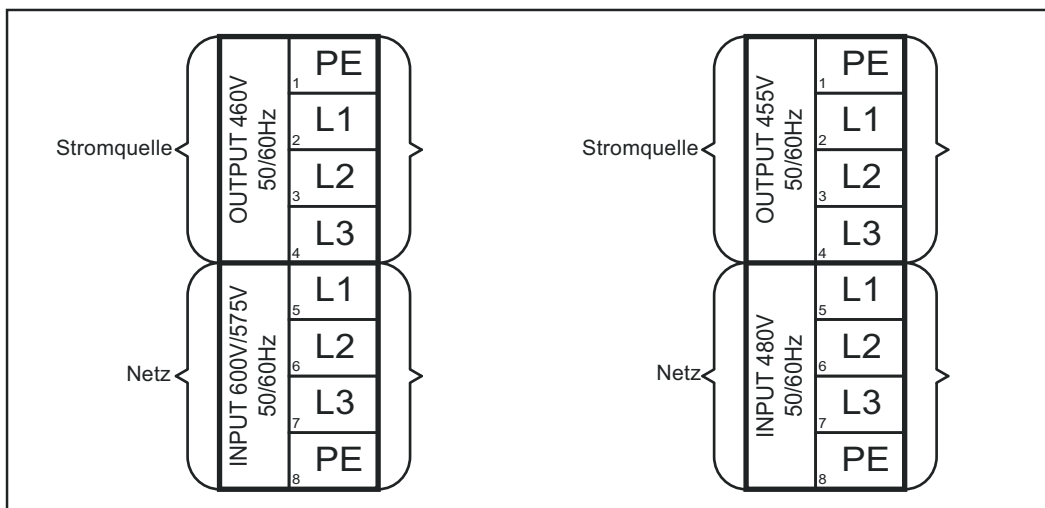 Stromquelle
OUTPUT 460V
50/60Hz
1 PE
2 L1
3 L2
4 L3
Netz
INPUT 600V/575V
50/60Hz
5 L1
6 L2
7 L3
8 PE
Stromquelle
OUTPUT 455V
50/60Hz
1 PE
2 L1
3 L2
4 L3
Netz
INPUT 480V
50/60Hz
5 L1
6 L2
7 L3
8 PE